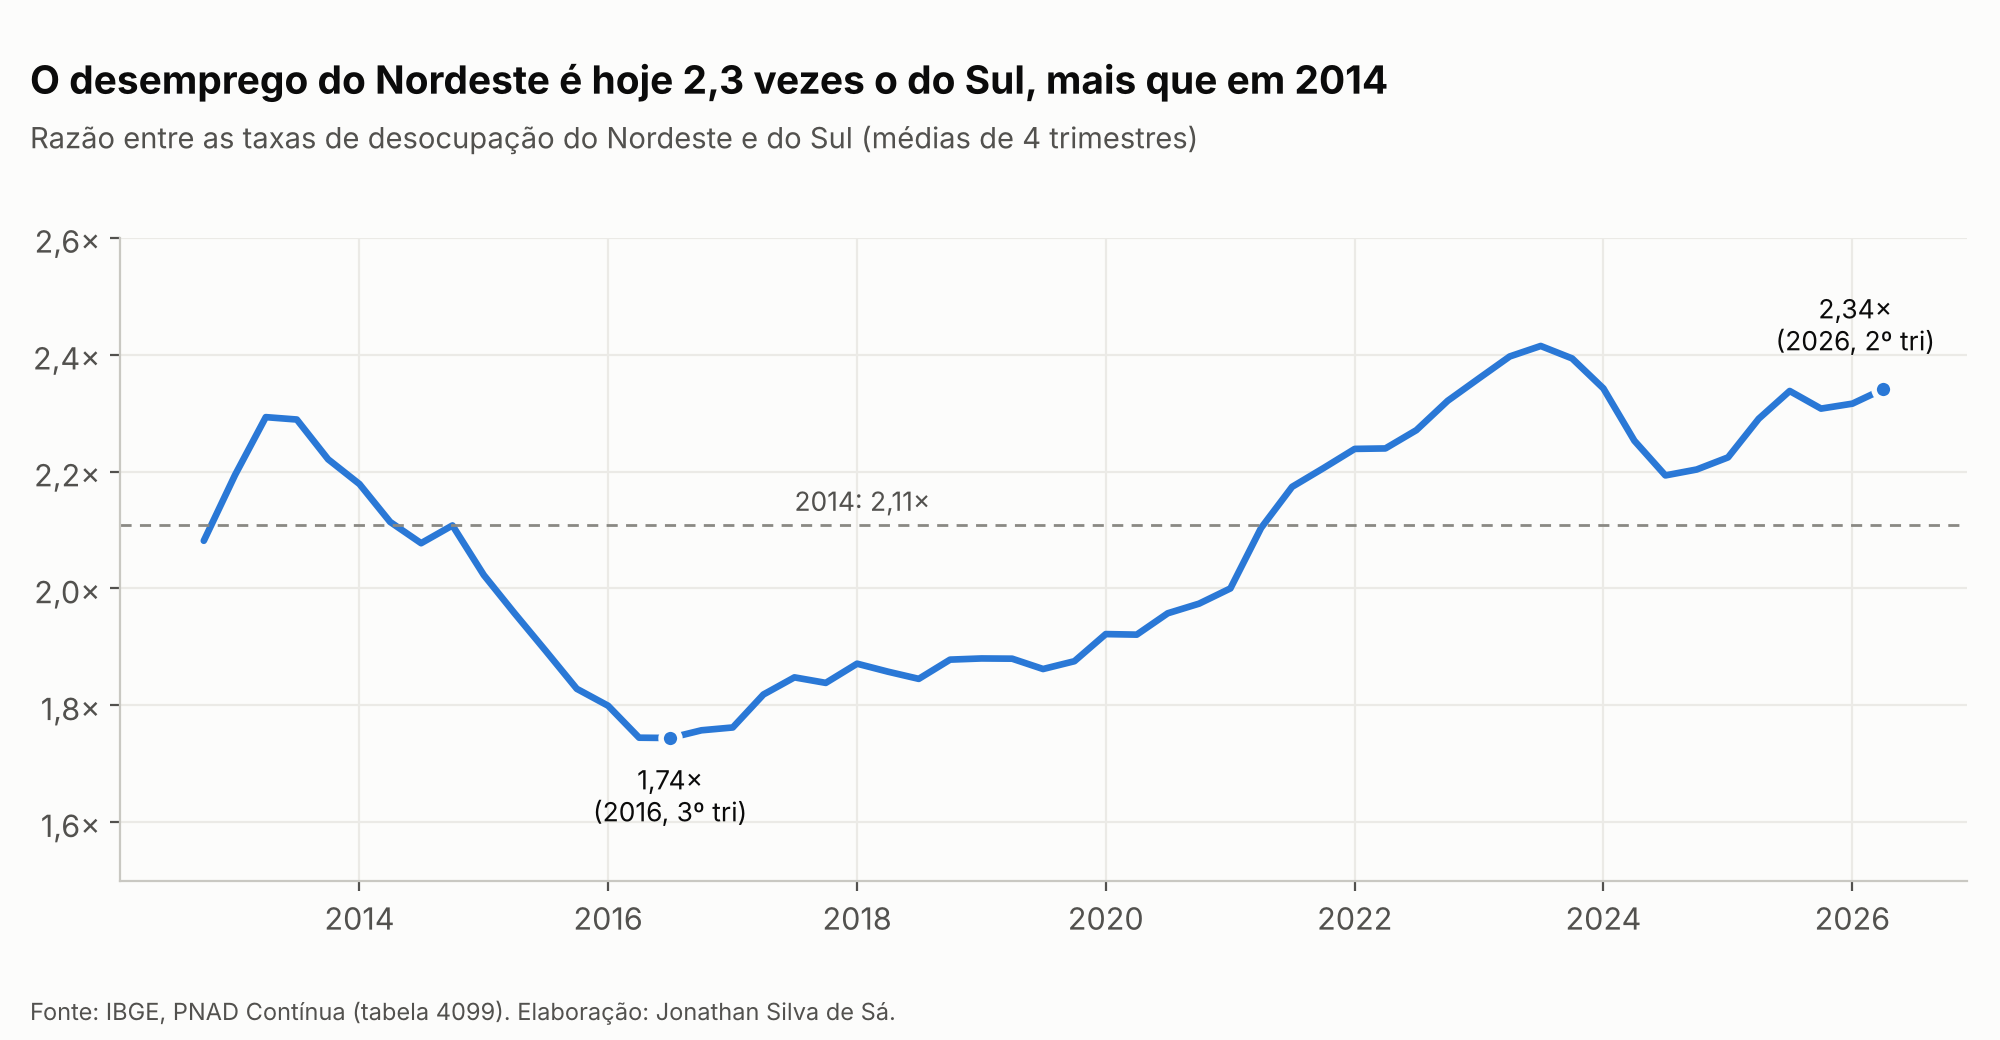 O desemprego do Nordeste é hoje 2,3 vezes o do Sul, mais que em 2014
Razão entre as taxas de desocupação do Nordeste e do Sul (médias de 4 trimestres)
2,6×
2,34×
(2026, 2º tri)
2,4×
2,2×
2014: 2,11×
2,0×
1,8×
1,74×
(2016, 3º tri)
1,6×
2014 2016 2018 2020 2022 2024 2026
Fonte: IBGE, PNAD Contínua (tabela 4099). Elaboração: Jonathan Silva de Sá.